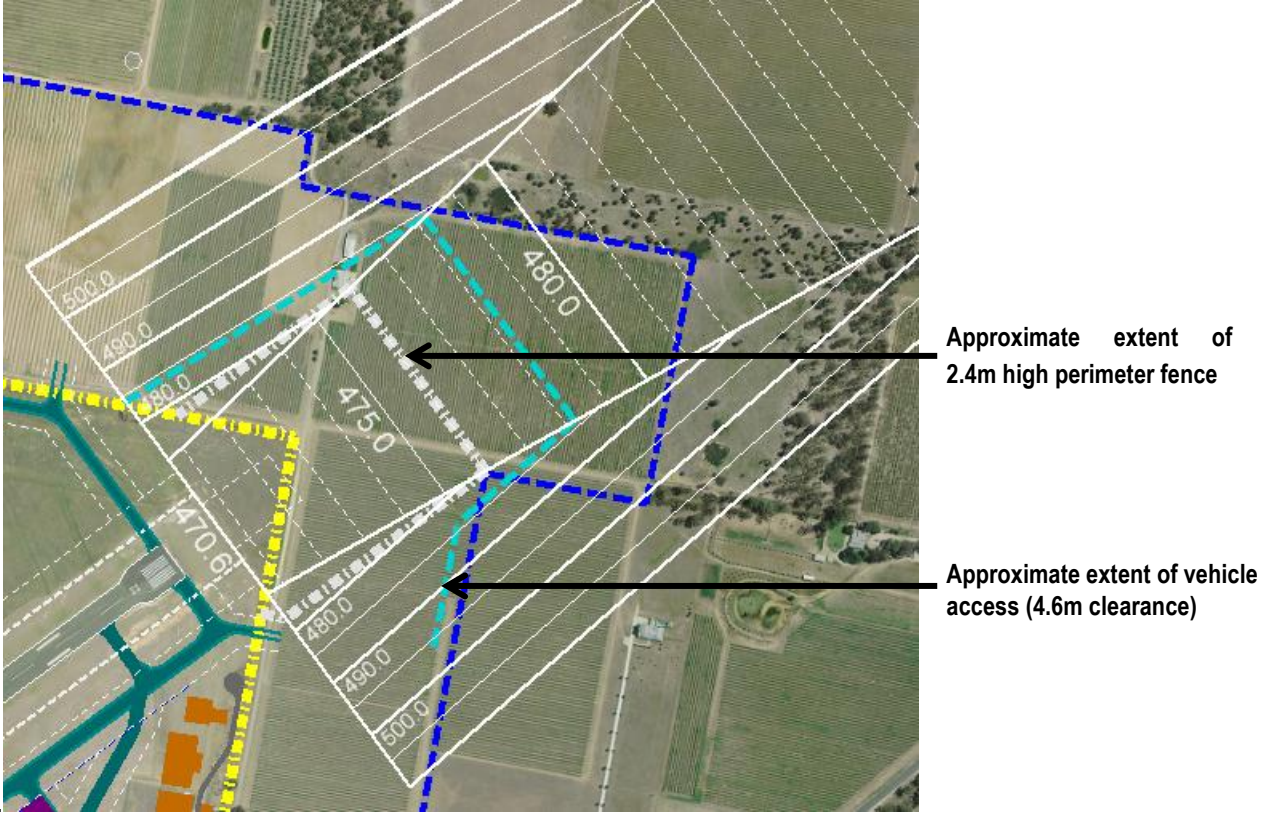 500.0
490.0
480.0
480.0
475.0
470.6
480.0
490.0
500.0
Approximate extent of
2.4m high perimeter fence
Approximate extent of vehicle
access (4.6m clearance)